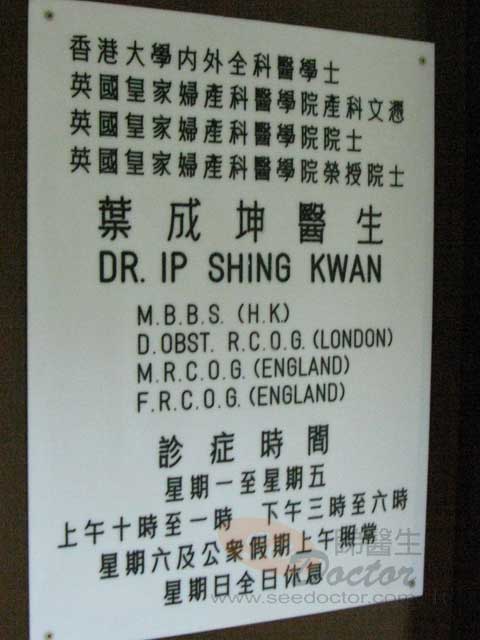 香港大學内外全科醫學士
英國皇家婦產科醫學院產科文憑
英國皇家婦產科醫學院院士
英國皇家婦產科醫學院榮授院士
葉成坤醫生
DR. IP SHING KWAN
M.B.B.S. (H.K.)
D.OBST. R.C.O.G. (LONDON)
M.R.C.O.G. (ENGLAND)
F.R.C.O.G. (ENGLAND)
診症時間
星期一至星期五
上午十時至一時 下午三時至六時
星期六及公衆假期上午照常
星期日全日休息
醫生
Doctor
www.seedoctor.com